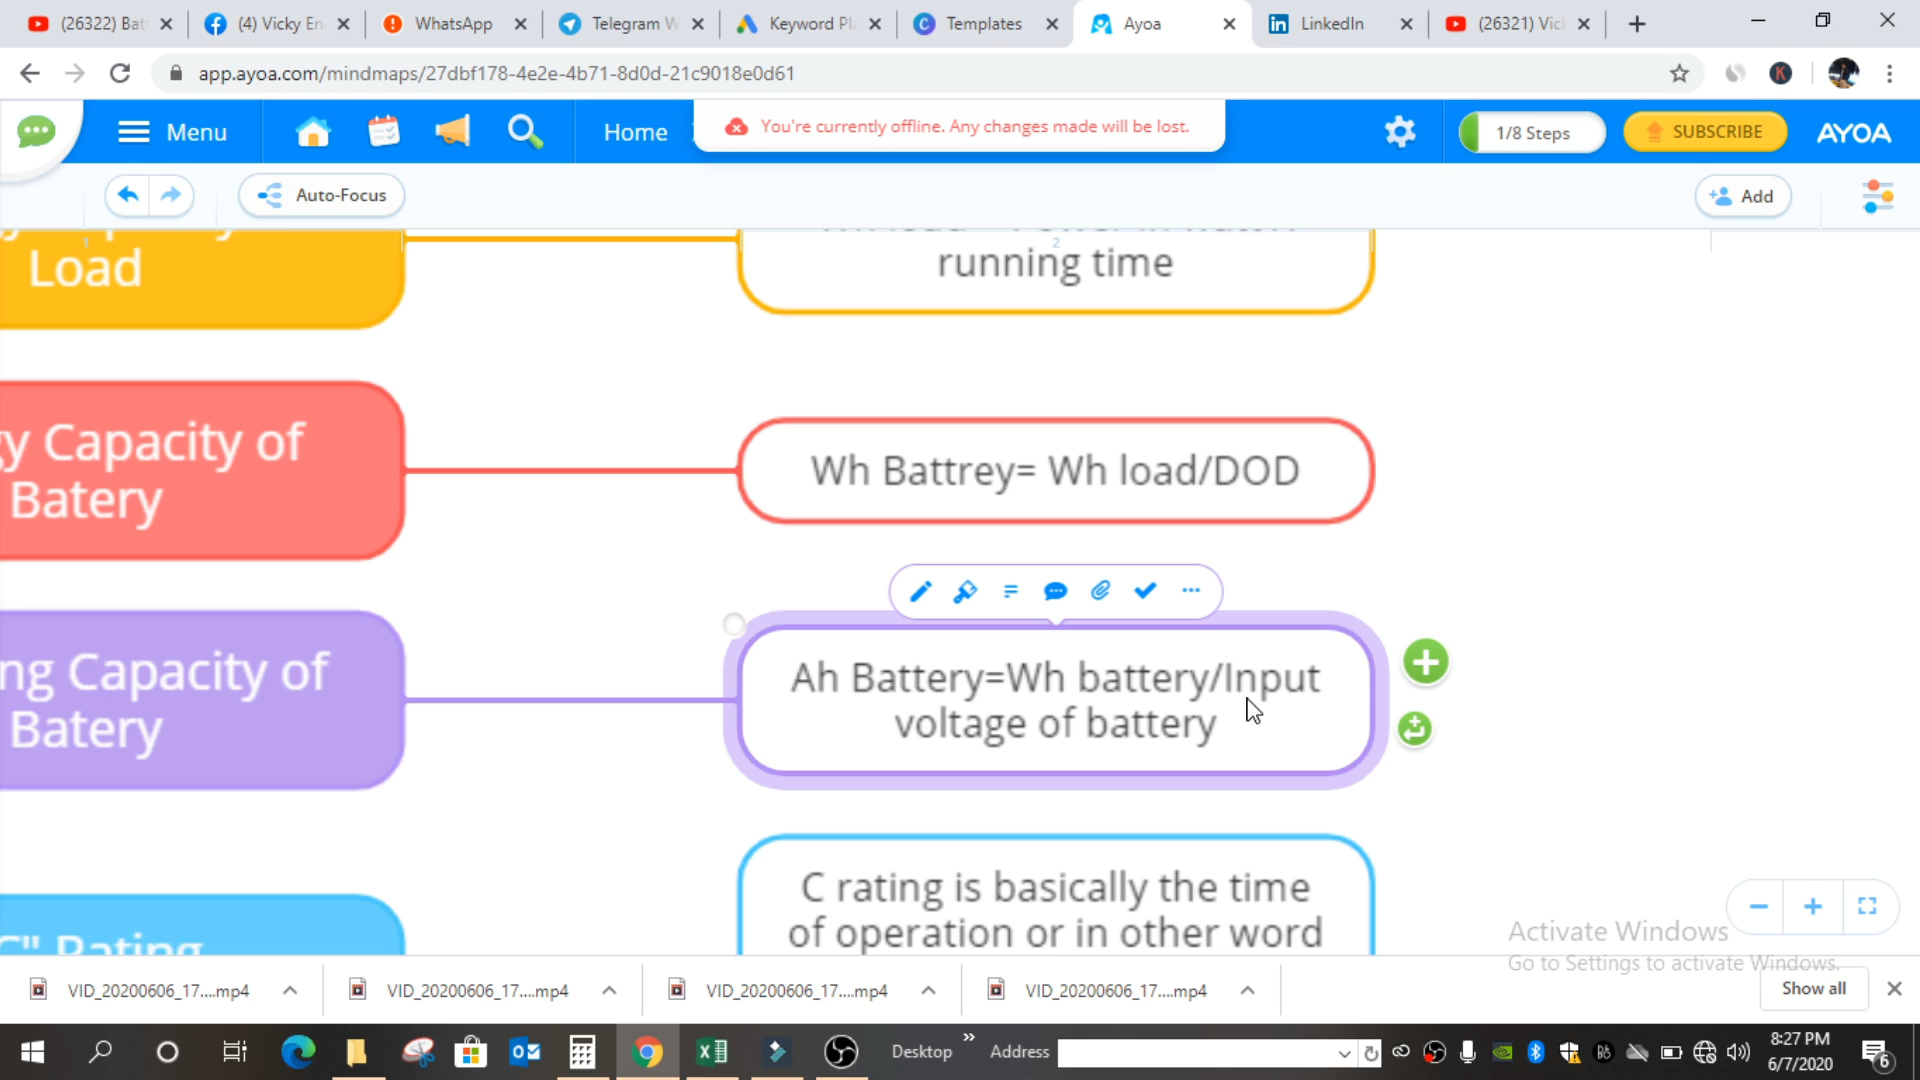 (26322) Bat
(4) Vicky En
WhatsApp
Telegram W
Keyword Pl
Templates
Ayoa
LinkedIn
(26321) Vic
app.ayoa.com/mindmaps/27dbf178-4e2e-4b71-8d0d-21c9018e0d61
K
Menu
Home
You're currently offline. Any changes made will be lost.
1/8 Steps
SUBSCRIBE
AYOA
Auto-Focus
Add
1
2
Load
running time
y Capacity of
Batery
Wh Battrey= Wh load/DOD
ng Capacity of
Batery
Ah Battery=Wh battery/Input
voltage of battery
C" Rating
C rating is basically the time
of operation or in other word
Activate Windows
Go to Settings to activate Windows.
VID_20200606_17....mp4
VID_20200606_17....mp4
VID_20200606_17....mp4
VID_20200606_17....mp4
Show all
Desktop
Address
8:27 PM
6/7/2020
6